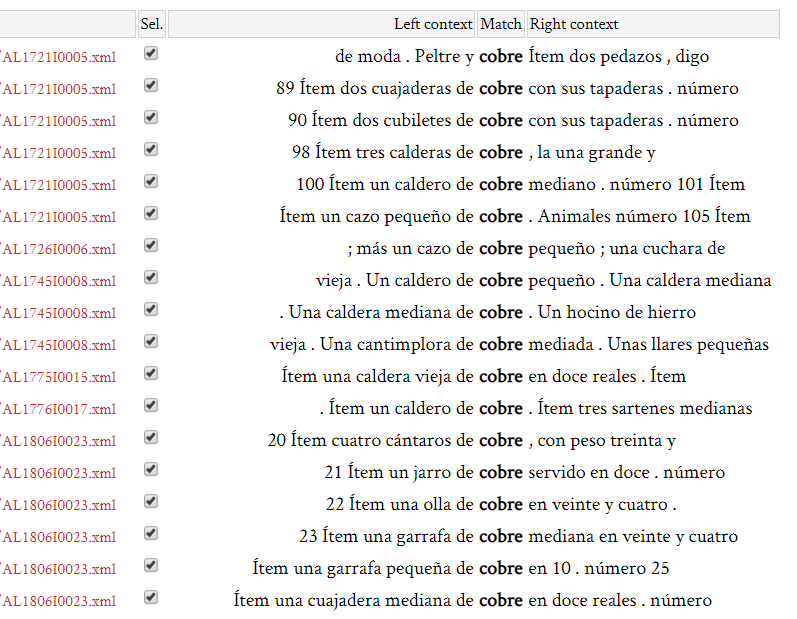 Sel. Left context Match Right context
/AL1721I0005.xml de moda . Peltre y cobre Ítem dos pedazos , digo
/AL1721I0005.xml 89 Ítem dos cuajaderas de cobre con sus tapaderas . número
/AL1721I0005.xml 90 Ítem dos cubiletes de cobre con sus tapaderas . número
/AL1721I0005.xml 98 Ítem tres calderas de cobre , la una grande y
/AL1721I0005.xml 100 Ítem un caldero de cobre mediano . número 101 Ítem
/AL1721I0005.xml Ítem un cazo pequeño de cobre . Animales número 105 Ítem
/AL1726I0006.xml ; más un cazo de cobre pequeño ; una cuchara de
/AL1745I0008.xml vieja . Un caldero de cobre pequeño . Una caldera mediana
/AL1745I0008.xml . Una caldera mediana de cobre . Un hocino de hierro
/AL1745I0008.xml vieja . Una cantimplora de cobre mediada . Unas llares pequeñas
/AL1775I0015.xml Ítem una caldera vieja de cobre en doce reales . Ítem
/AL1776I0017.xml . Ítem un caldero de cobre . Ítem tres sartenes medianas
/AL1806I0023.xml 20 Ítem cuatro cántaros de cobre , con peso treinta y
/AL1806I0023.xml 21 Ítem un jarro de cobre servido en doce . número
/AL1806I0023.xml 22 Ítem una olla de cobre en veinte y cuatro .
/AL1806I0023.xml 23 Ítem una garrafa de cobre mediana en veinte y cuatro
/AL1806I0023.xml Ítem una garrafa pequeña de cobre en 10 . número 25
/AL1806I0023.xml Ítem una cuajadera mediana de cobre en doce reales . número